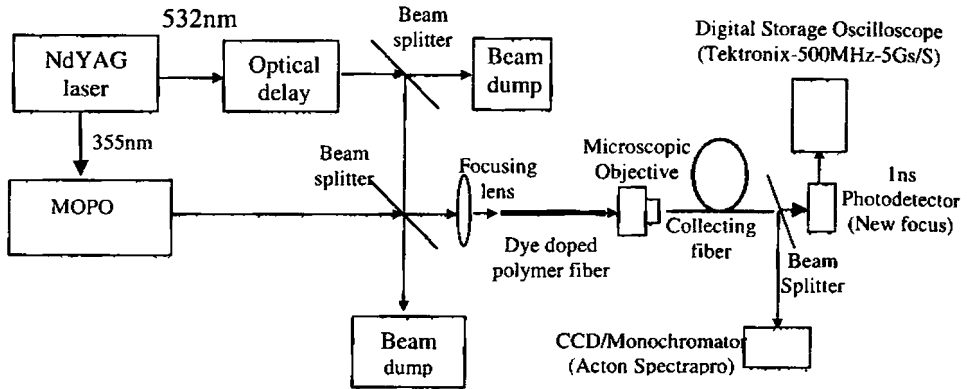 532nm
Beam
splitter
Digital Storage Oscilloscope
(Tektronix-500MHz-5Gs/S)
NdYAG
laser
Optical
delay
Beam
dump
355nm
Beam
splitter
Focusing
lens
Microscopic
Objective
1ns
Photodetector
(New focus)
MOPO
Dye doped
polymer fiber
Collecting
fiber
Beam
Splitter
Beam
dump
CCD/Monochromator
(Acton Spectrapro)